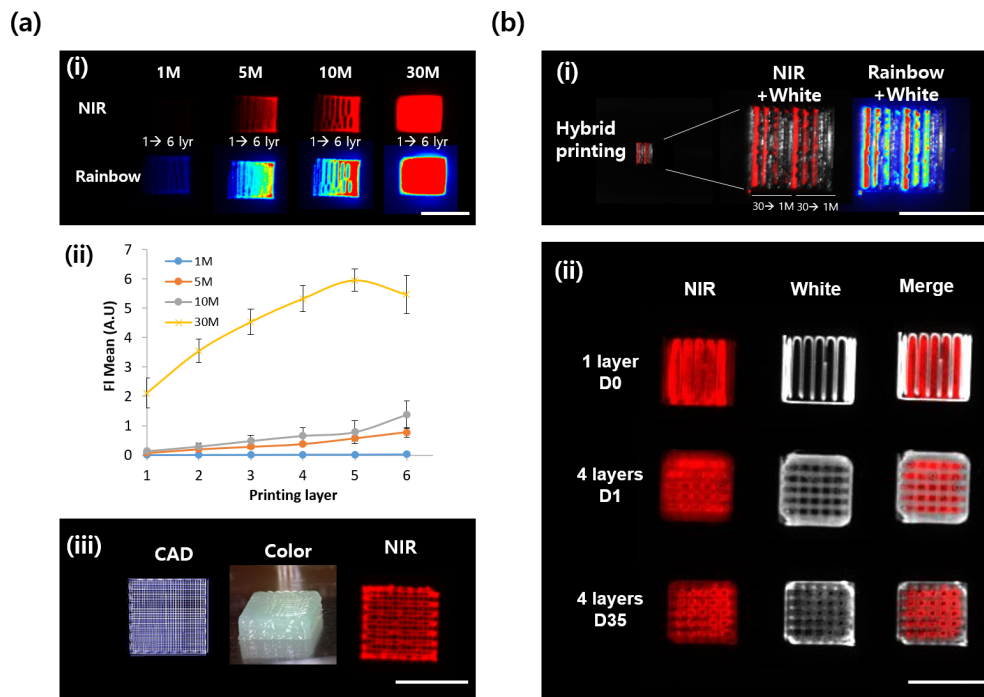 (a)
(i)
1M 5M 10M 30M
NIR
1→ 6 lyr 1→ 6 lyr 1→ 6 lyr 1→ 6 lyr
Rainbow
(ii)
FI Mean (A.U)
7
6
5
4
3
2
1
0
1M
5M
10M
30M
1 2 3 4 5 6
Printing layer
(iii)
CAD Color NIR
(b)
(i)
NIR
+White
Rainbow
+White
Hybrid
printing
30→ 1M 30→ 1M
(ii)
NIR White Merge
1 layer
D0
4 layers
D1
4 layers
D35